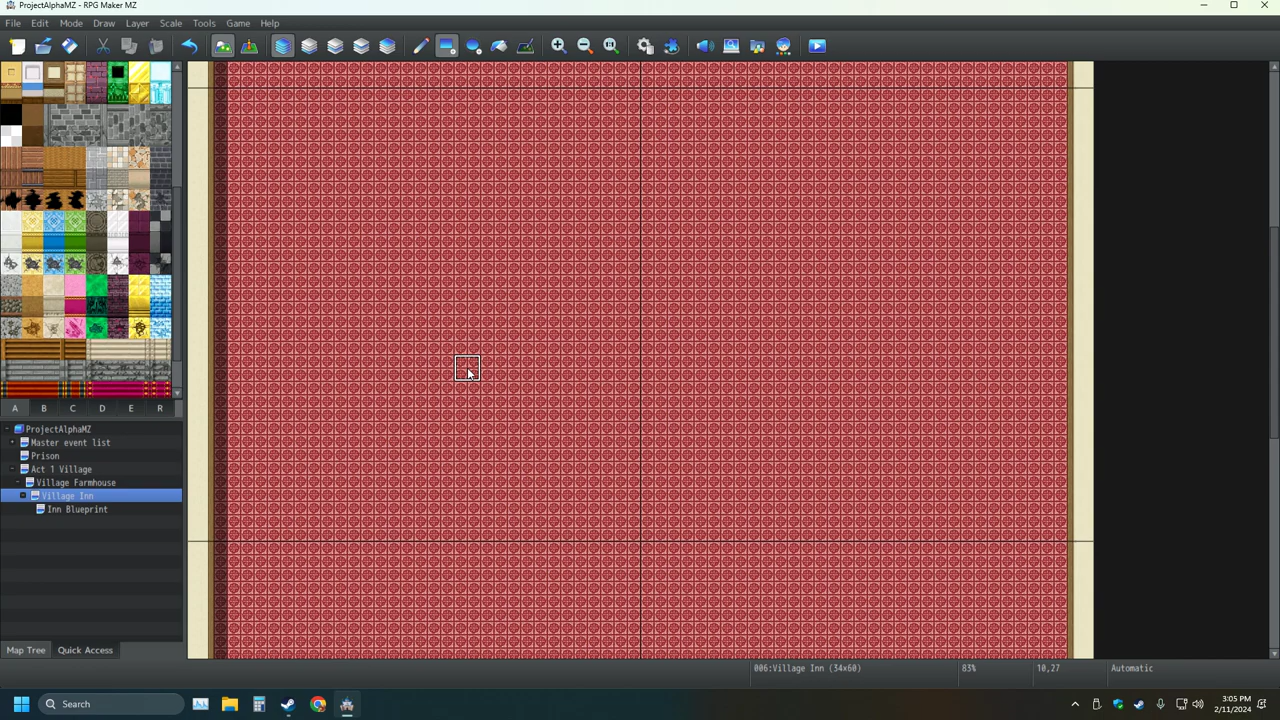 ProjectAlphaMZ - RPG Maker MZ
File Edit Mode Draw Layer Scale Tools Game Help
1:1
A B C D E R
ProjectAlphaMZ
Master event list
Prison
Act 1 Village
Village Farmhouse
Village Inn
Inn Blueprint
Map Tree Quick Access
006:Village Inn (34x60) 83% 10,27 Automatic
Search
3:05 PM
2/11/2024